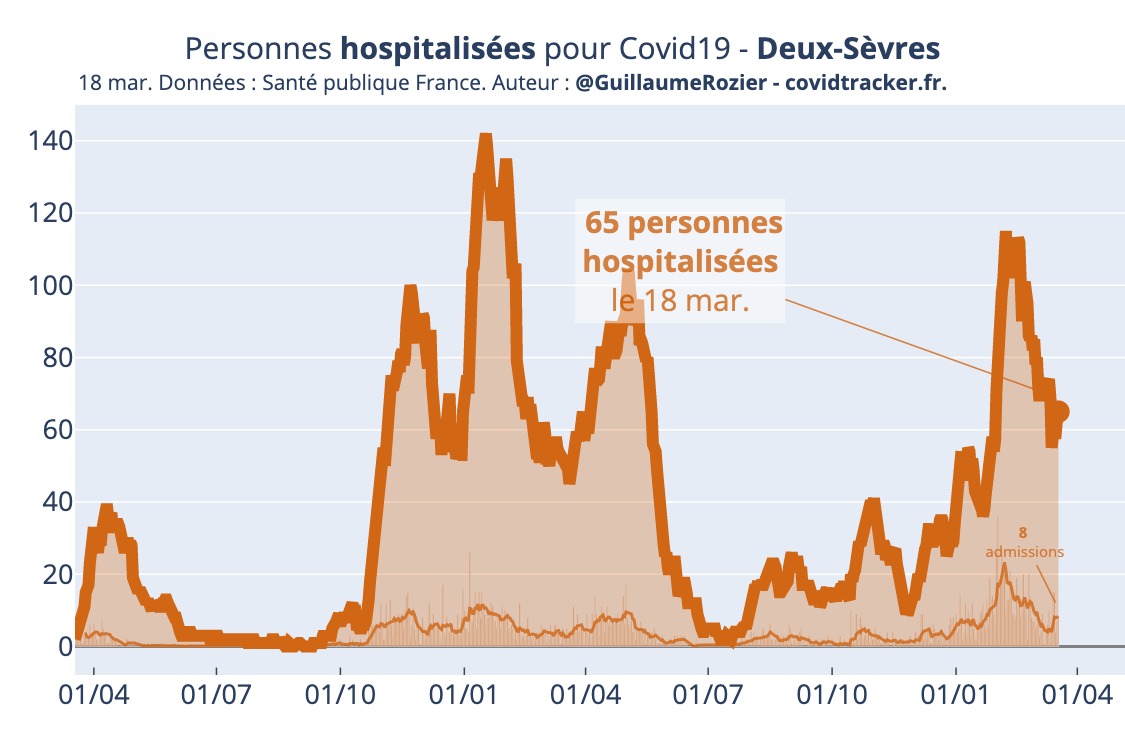 Personnes hospitalisées pour Covid19 - Deux-Sèvres
18 mar. Données : Santé publique France. Auteur : @GuillaumeRozier - covidtracker.fr.
140
120
100
80
60
40
20
0
65 personnes
hospitalisées
le 18 mar.
8
admissions
01/04 01/07 01/10 01/01 01/04 01/07 01/10 01/01 01/04